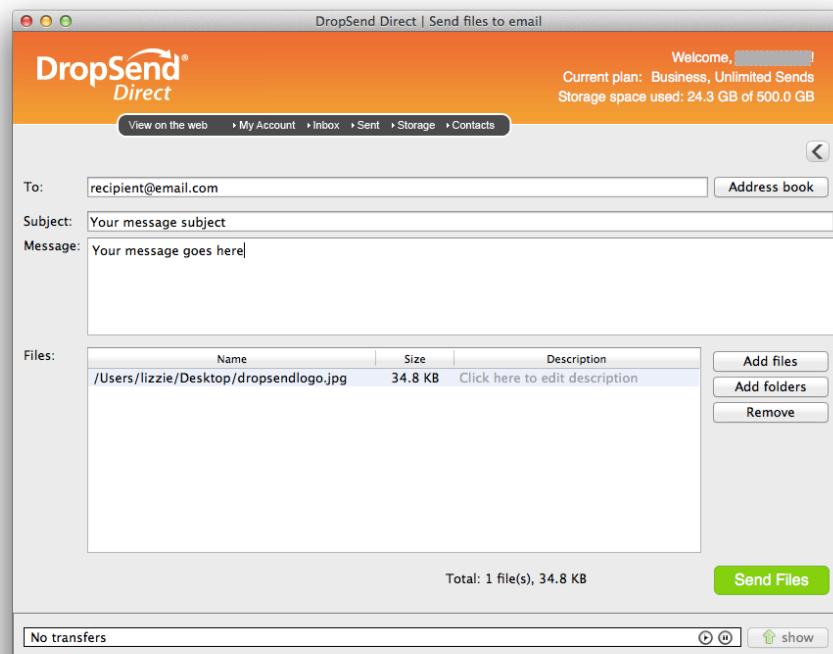 DropSend Direct | Send files to email
DropSend®
Direct
Welcome, !
Current plan: Business, Unlimited Sends
Storage space used: 24.3 GB of 500.0 GB
View on the web My Account Inbox Sent Storage Contacts
To: recipient@email.com Address book
Subject: Your message subject
Message: Your message goes here
Files: Name Size Description
/Users/lizzie/Desktop/dropsendlogo.jpg 34.8 KB Click here to edit description
Add files
Add folders
Remove
Total: 1 file(s), 34.8 KB
Send Files
No transfers show